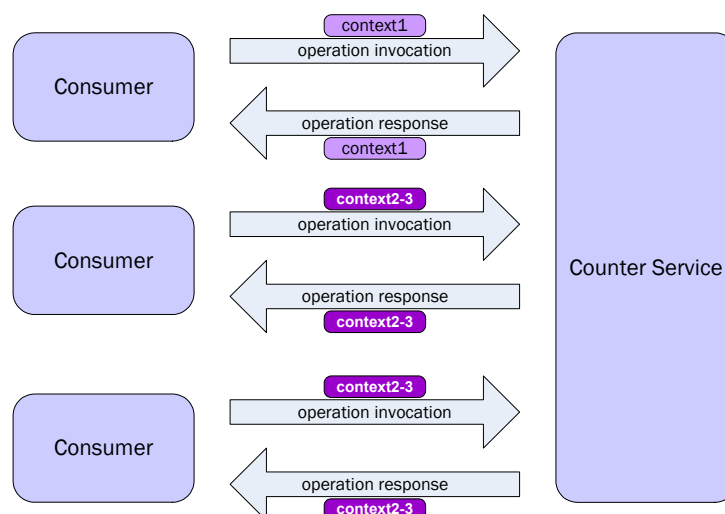 context1
operation invocation
Consumer
operation response
context1
context2-3
operation invocation
Consumer
Counter Service
operation response
context2-3
context2-3
operation invocation
Consumer
operation response
context2-3